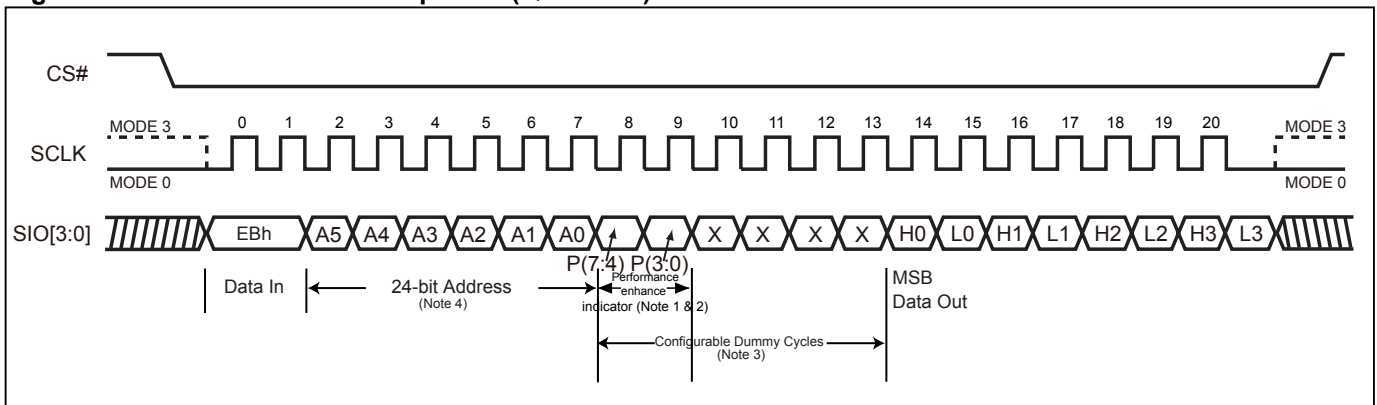 CS#
MODE 3
0 1 2 3 4 5 6 7 8 9 10 11 12 13 14 15 16 17 18 19 20
MODE 3
SCLK
MODE 0
MODE 0
SIO[3:0]
EBh A5 A4 A3 A2 A1 A0 X X X X H0 L0 H1 L1 H2 L2 H3 L3
P(7:4) P(3:0)
Data In
24-bit Address
(Note 4)
Performance
enhance
indicator (Note 1 & 2)
MSB
Data Out
Configurable Dummy Cycles
(Note 3)